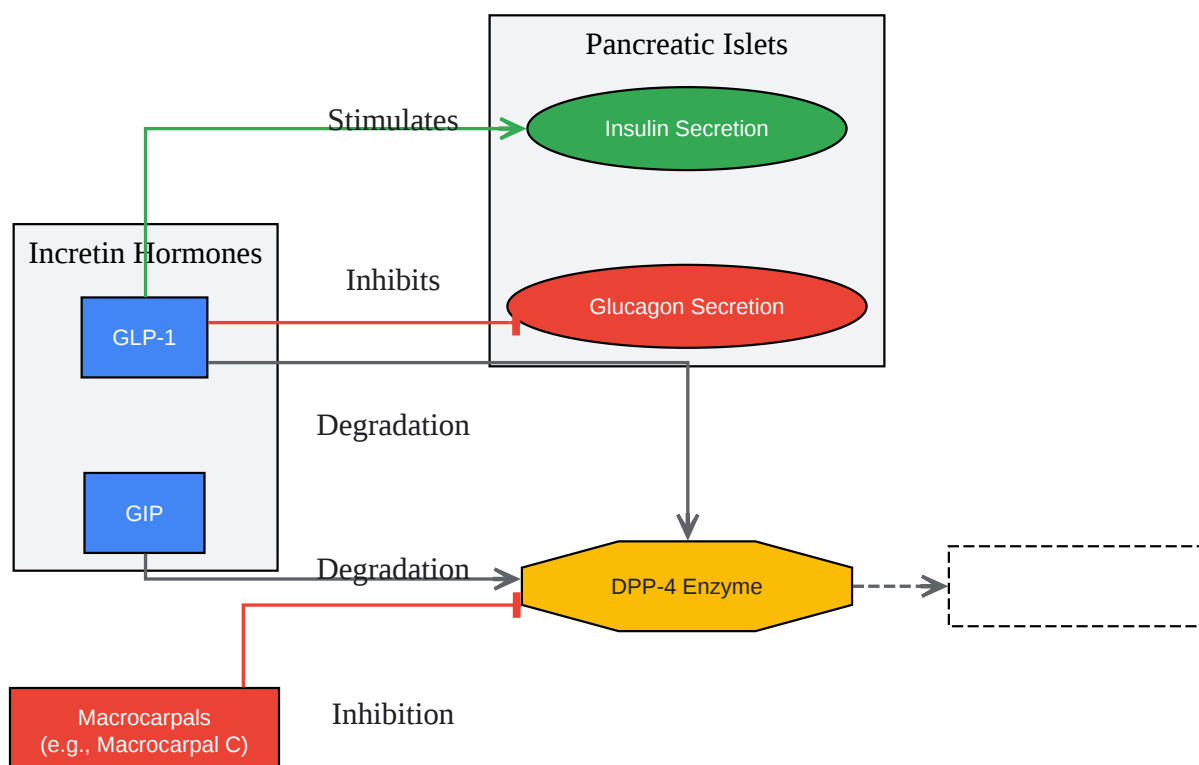 Pancreatic Islets
Stimulates
Insulin Secretion
Incretin Hormones
Inhibits
Glucagon Secretion
GLP-1
Degradation
GIP
Degradation
DPP-4 Enzyme
Macrocarpals
(e.g., Macrocarpal C)
Inhibition